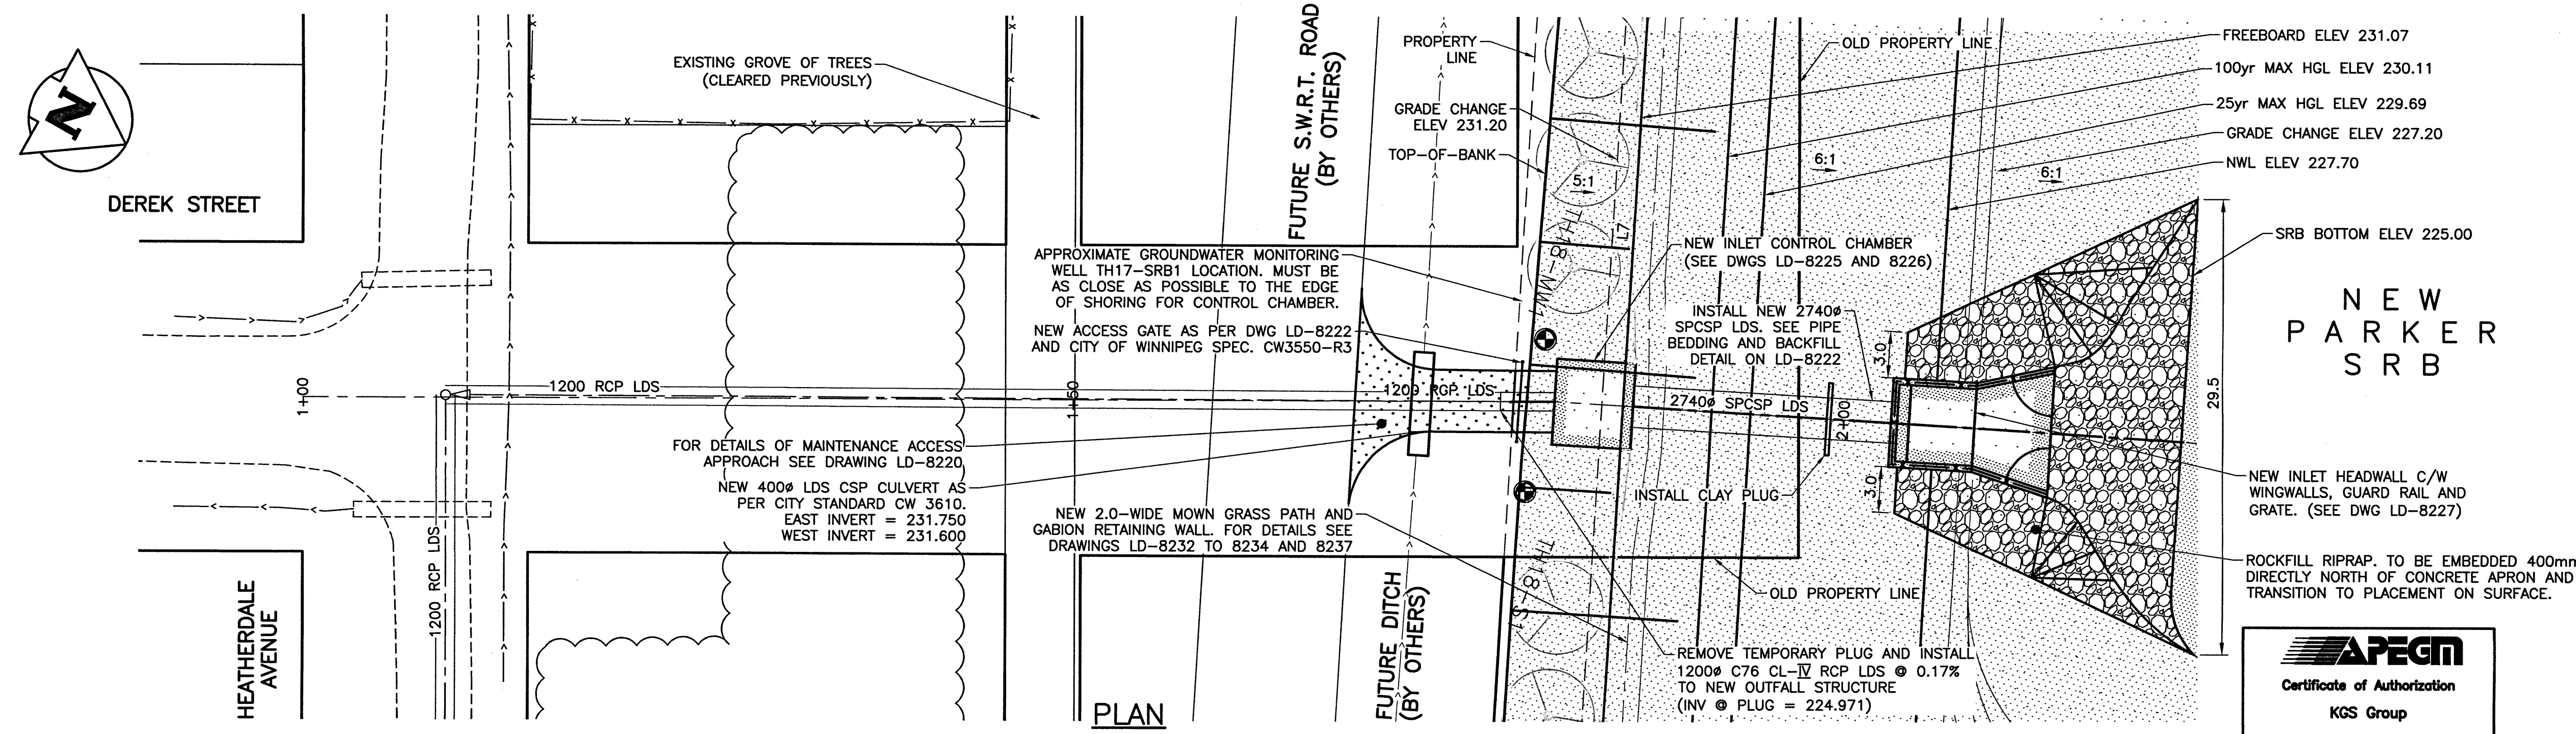 N
DEREK STREET
HEATHERDALE
AVENUE
EXISTING GROVE OF TREES
(CLEARED PREVIOUSLY)
FUTURE S.W.R.T. ROAD
(BY OTHERS)
PROPERTY
LINE
GRADE CHANGE
ELEV 231.20
TOP-OF-BANK
OLD PROPERTY LINE
FREEBOARD ELEV 231.07
100yr MAX HGL ELEV 230.11
25yr MAX HGL ELEV 229.69
GRADE CHANGE ELEV 227.20
NWL ELEV 227.70
SRB BOTTOM ELEV 225.00
5:1
6:1
6:1
TH18-MW1
L7
APPROXIMATE GROUNDWATER MONITORING
WELL TH17-SRB1 LOCATION. MUST BE
AS CLOSE AS POSSIBLE TO THE EDGE
OF SHORING FOR CONTROL CHAMBER.
NEW ACCESS GATE AS PER DWG LD-8222
AND CITY OF WINNIPEG SPEC. CW3550-R3
NEW INLET CONTROL CHAMBER
(SEE DWGS LD-8225 AND 8226)
INSTALL NEW 2740ø
SPCSP LDS. SEE PIPE
BEDDING AND BACKFILL
DETAIL ON LD-8222
NEW
PARKER
SRB
3.0
3.0
29.5
1+00
1200 RCP LDS
1+50
1200 RCP LDS
2740ø SPCSP LDS
2+00
1200 RCP LDS
FOR DETAILS OF MAINTENANCE ACCESS
APPROACH SEE DRAWING LD-8220
NEW 400ø LDS CSP CULVERT AS
PER CITY STANDARD CW 3610.
EAST INVERT = 231.750
WEST INVERT = 231.600
NEW 2.0-WIDE MOWN GRASS PATH AND
GABION RETAINING WALL. FOR DETAILS SEE
DRAWINGS LD-8232 TO 8234 AND 8237
INSTALL CLAY PLUG
NEW INLET HEADWALL C/W
WINGWALLS, GUARD RAIL AND
GRATE. (SEE DWG LD-8227)
ROCKFILL RIPRAP. TO BE EMBEDDED 400mm
DIRECTLY NORTH OF CONCRETE APRON AND
TRANSITION TO PLACEMENT ON SURFACE.
OLD PROPERTY LINE
FUTURE DITCH
(BY OTHERS)
REMOVE TEMPORARY PLUG AND INSTALL
1200ø C76 CL-IV RCP LDS @ 0.17%
TO NEW OUTFALL STRUCTURE
(INV @ PLUG = 224.971)
PLAN
APEGM
Certificate of Authorization
KGS Group